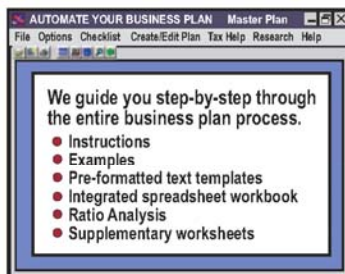 AUTOMATE YOUR BUSINESS PLAN Master Plan
File Options Checklist Create/Edit Plan Tax Help Research Help
We guide you step-by-step through
the entire business plan process.
Instructions
Examples
Pre-formatted text templates
Integrated spreadsheet workbook
Ratio Analysis
Supplementary worksheets